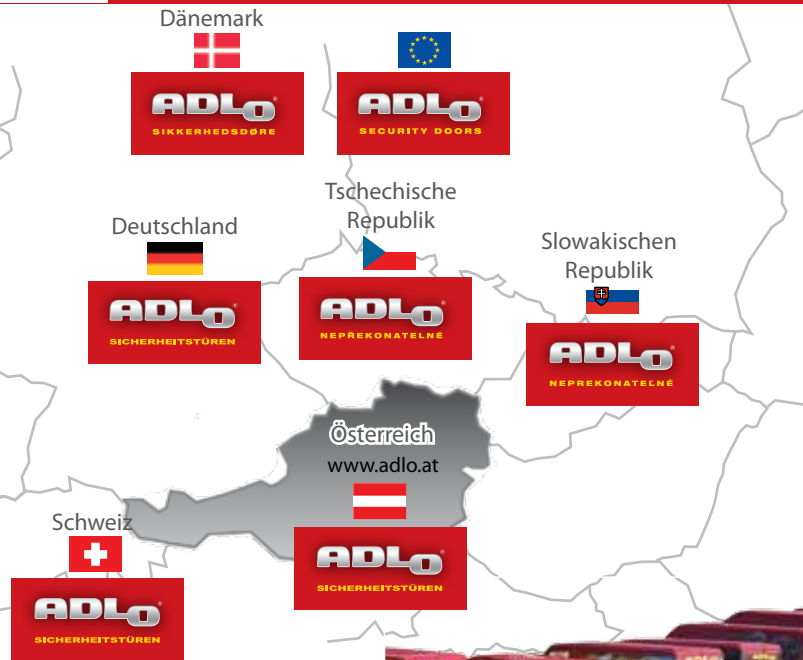 Dänemark
ADLO®
SIKKERHEDSDØRE
ADLO®
SECURITY DOORS
Deutschland
ADLO®
SICHERHEITSTÜREN
Tschechische
Republik
ADLO®
NEPŘEKONATELNÉ
Slowakischen
Republik
ADLO®
NEPREKONATEĽNÉ
Österreich
www.adlo.at
ADLO®
SICHERHEITSTÜREN
Schweiz
ADLO®
SICHERHEITSTÜREN